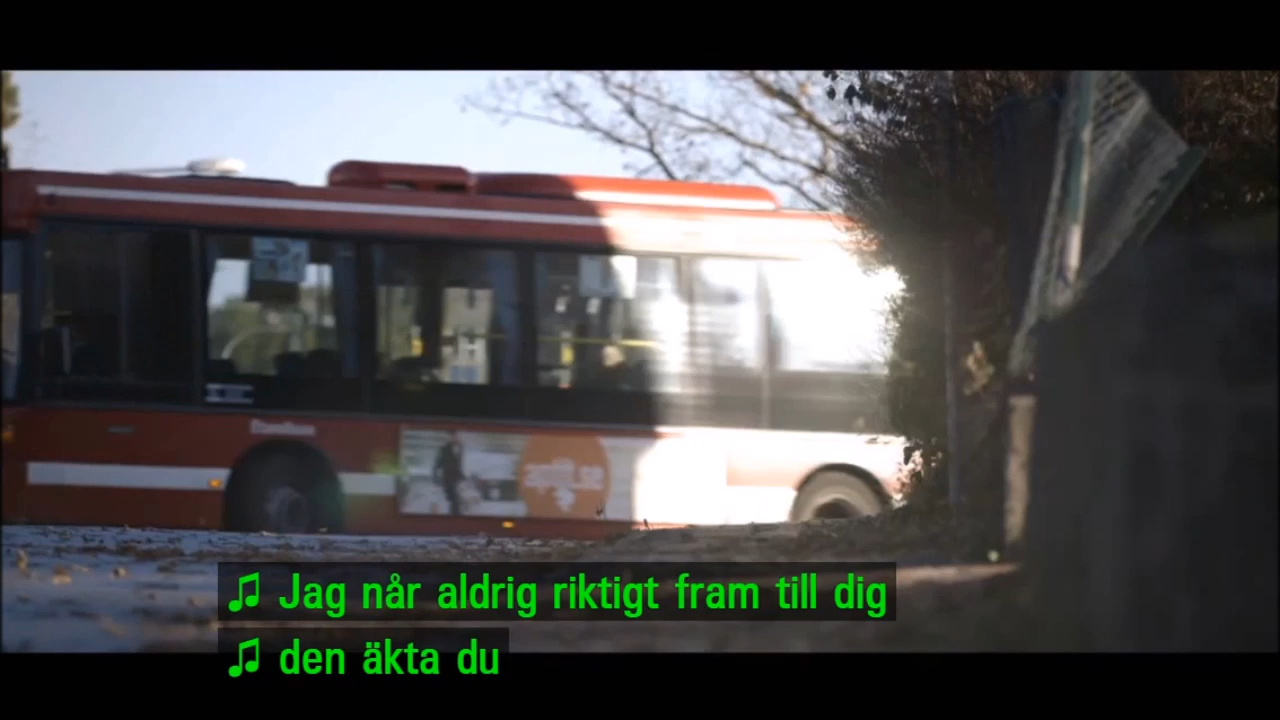 ♫ Jag når aldrig riktigt fram till dig
♫ den äkta du